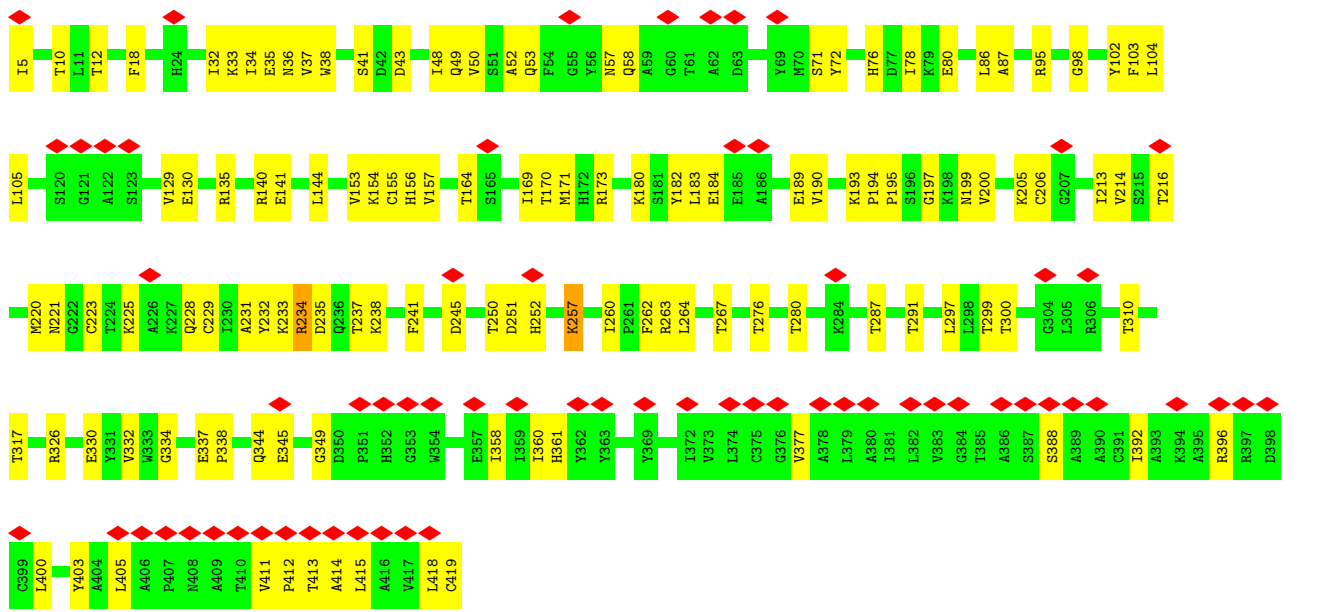 I5 T10 L11 T12 F18 H24 I32 K33 I34 E35 N36 V37 W38 S41 D42 D43 I48 Q49 V50 S51 A52 Q53 F54 G55 Y56 N57 Q58 A59 G60 T61 A62 D63 Y69 M70 S71 Y72 H76 D77 I78 K79 E80 L86 A87 R95 G98 Y102 F103 L104
L105 S120 G121 A122 S123 V129 E130 R135 R140 E141 L144 V153 K154 C155 H156 V157 T164 S165 I169 T170 M171 H172 R173 K180 S181 Y182 L183 E184 E185 A186 E189 V190 K193 P194 P195 S196 G197 K198 N199 V200 K205 C206 G207 I213 V214 S215 T216
M220 N221 G222 C223 T224 K225 A226 K227 Q228 C229 I230 A231 Y232 K233 R234 D235 Q236 T237 K238 F241 D245 T250 D251 H252 K257 I260 P261 F262 R263 L264 T267 T276 T280 K284 T287 T291 L297 L298 T299 T300 G304 L305 R306 T310
T317 R326 E330 Y331 V332 W333 G334 E337 P338 Q344 E345 G349 D350 P351 H352 G353 W354 E357 I358 I359 I360 H361 Y362 Y363 Y369 I372 V373 L374 C375 G376 V377 A378 L379 A380 I381 L382 V383 G384 T385 A386 S387 S388 A389 A390 C391 I392 A393 K394 A395 R396 R397 D398
C399 L400 Y403 A404 L405 A406 P407 N408 A409 T410 V411 P412 T413 A414 L415 A416 V417 L418 C419